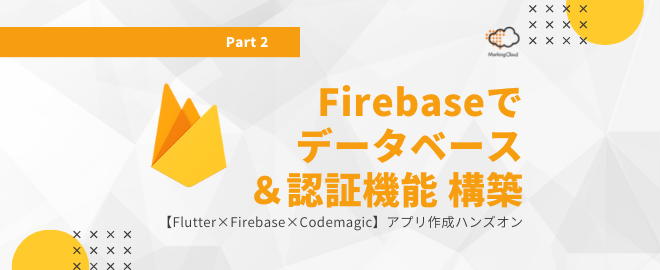 Part 2
MarkingCloud
Firebaseで
データベース
&認証機能 構築
【Flutter×Firebase×Codemagic】アプリ作成ハンズオン